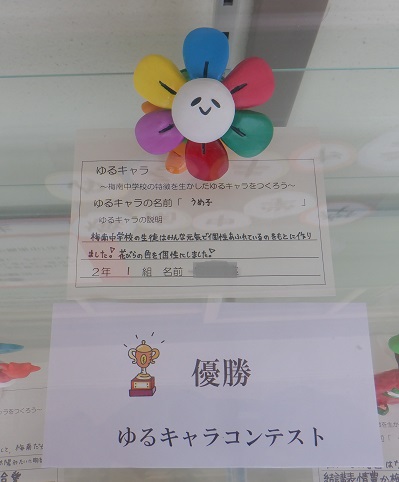 ゆるキャラ
～梅南中学校の特徴を生かしたゆるキャラをつくろう～
ゆるキャラの名前「 うめ子 」
ゆるキャラの説明
梅南中学校の生徒はみんな元気で個性あふれているのをもとに作り
ました! 花びらの色を個性にしました!
2年 1 組 名前
優勝
ゆるキャラコンテスト